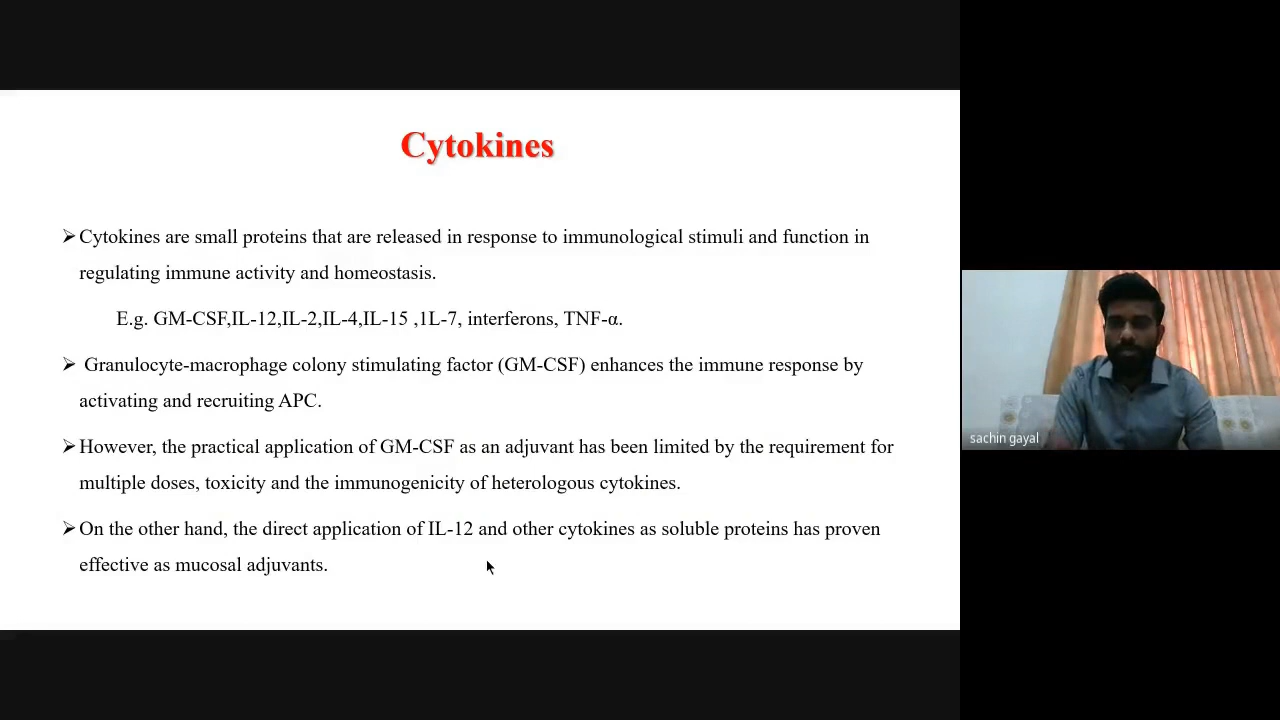 Cytokines
➢Cytokines are small proteins that are released in response to immunological stimuli and function in
regulating immune activity and homeostasis.
E.g. GM-CSF,IL-12,IL-2,IL-4,IL-15 ,1L-7, interferons, TNF-α.
➢ Granulocyte-macrophage colony stimulating factor (GM-CSF) enhances the immune response by
activating and recruiting APC.
➢However, the practical application of GM-CSF as an adjuvant has been limited by the requirement for
multiple doses, toxicity and the immunogenicity of heterologous cytokines.
➢On the other hand, the direct application of IL-12 and other cytokines as soluble proteins has proven
effective as mucosal adjuvants.
sachin gayal